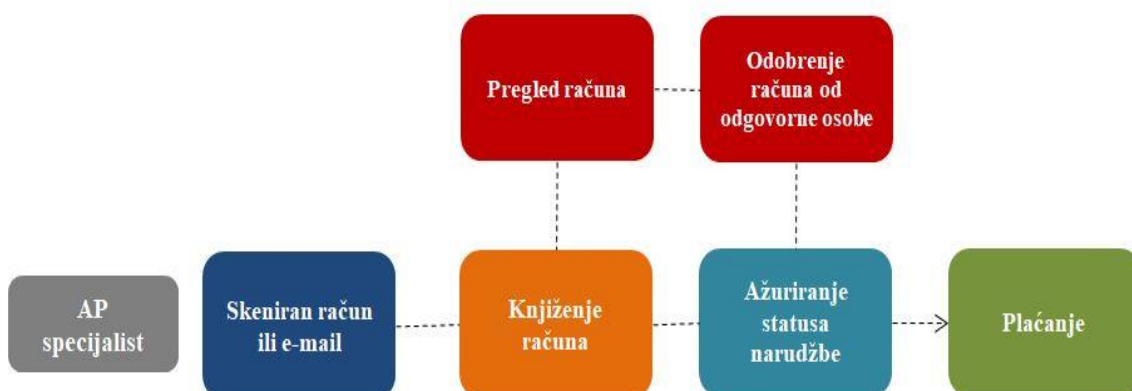 Pregled računa
Odobrenje
računa od
odgovorne osobe
AP
specijalist
Skeniran račun
ili e-mail
Knjiženje
računa
Ažuriranje
statusa
narudžbe
Plaćanje